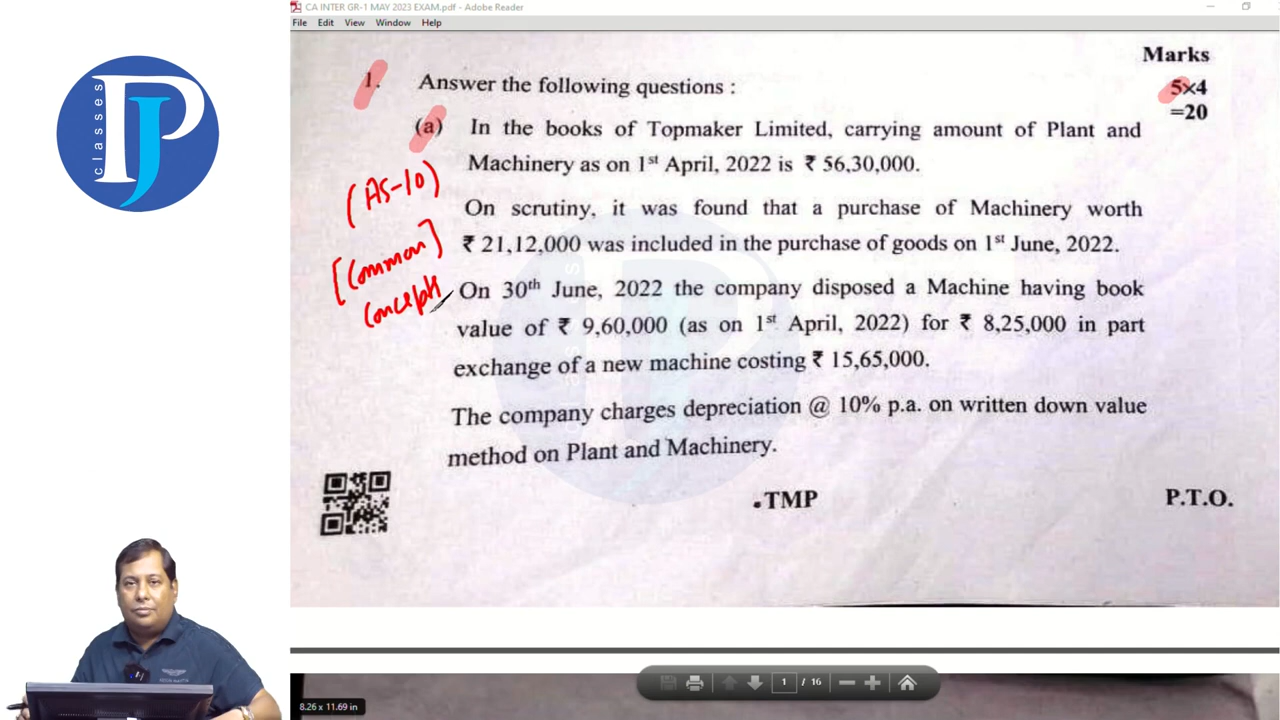 CA INTER GR-1 MAY 2023 EXAM.pdf - Adobe Reader
File Edit View Window Help
Marks
1. Answer the following questions : 5×4
=20
(a) In the books of Topmaker Limited, carrying amount of Plant and
Machinery as on 1st April, 2022 is ₹ 56,30,000.
(AS-10)
On scrutiny, it was found that a purchase of Machinery worth
₹ 21,12,000 was included in the purchase of goods on 1st June, 2022.
[Common]
Concepts
On 30th June, 2022 the company disposed a Machine having book
value of ₹ 9,60,000 (as on 1st April, 2022) for ₹ 8,25,000 in part
exchange of a new machine costing ₹ 15,65,000.
The company charges depreciation @ 10% p.a. on written down value
method on Plant and Machinery.
.TMP P.T.O.
1 / 16
8.26 x 11.69 in
PJ
classes